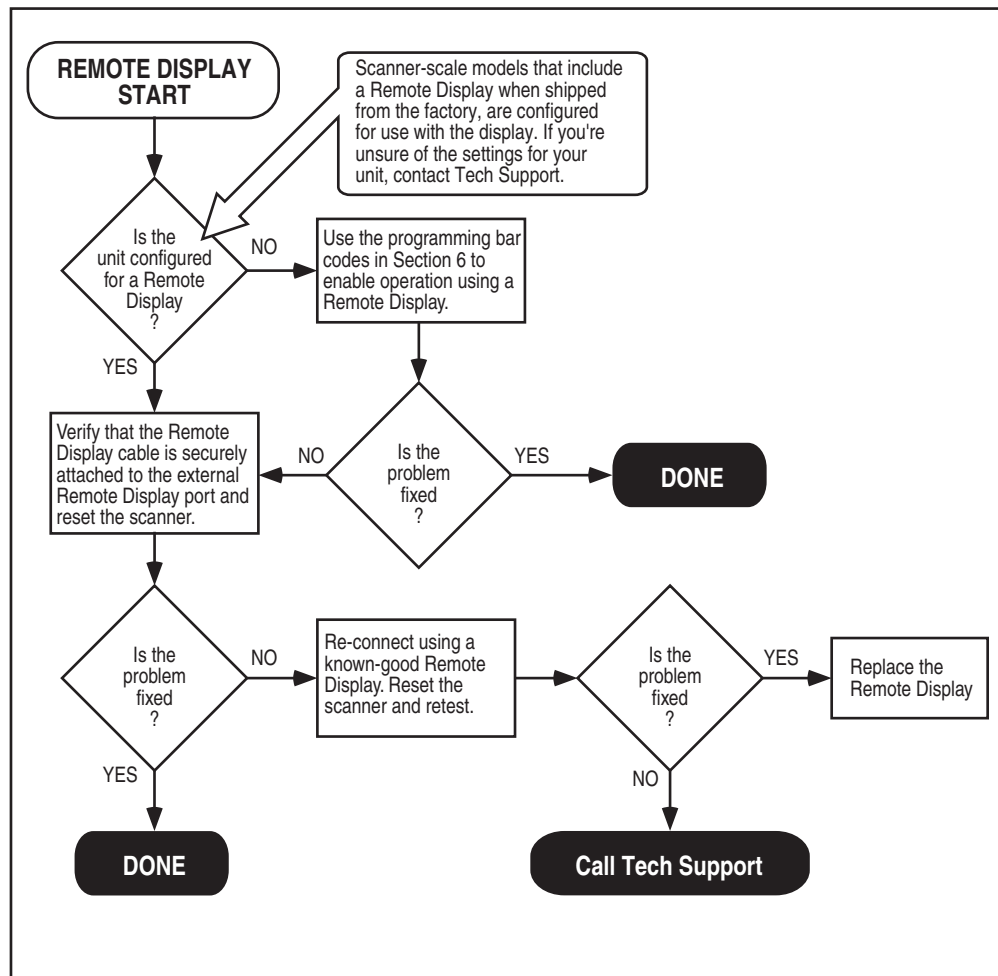 REMOTE DISPLAY
START
Scanner-scale models that include
a Remote Display when shipped
from the factory, are configured
for use with the display. If you're
unsure of the settings for your
unit, contact Tech Support.
Is the
unit configured
for a Remote
Display
?
NO
Use the programming bar
codes in Section 6 to
enable operation using a
Remote Display.
YES
Verify that the Remote
Display cable is securely
attached to the external
Remote Display port and
reset the scanner.
NO
Is the
problem
fixed
?
YES
DONE
Is the
problem
fixed
?
NO
Re-connect using a
known-good Remote
Display. Reset the
scanner and retest.
Is the
problem
fixed
?
YES
Replace the
Remote Display
YES
NO
DONE
Call Tech Support